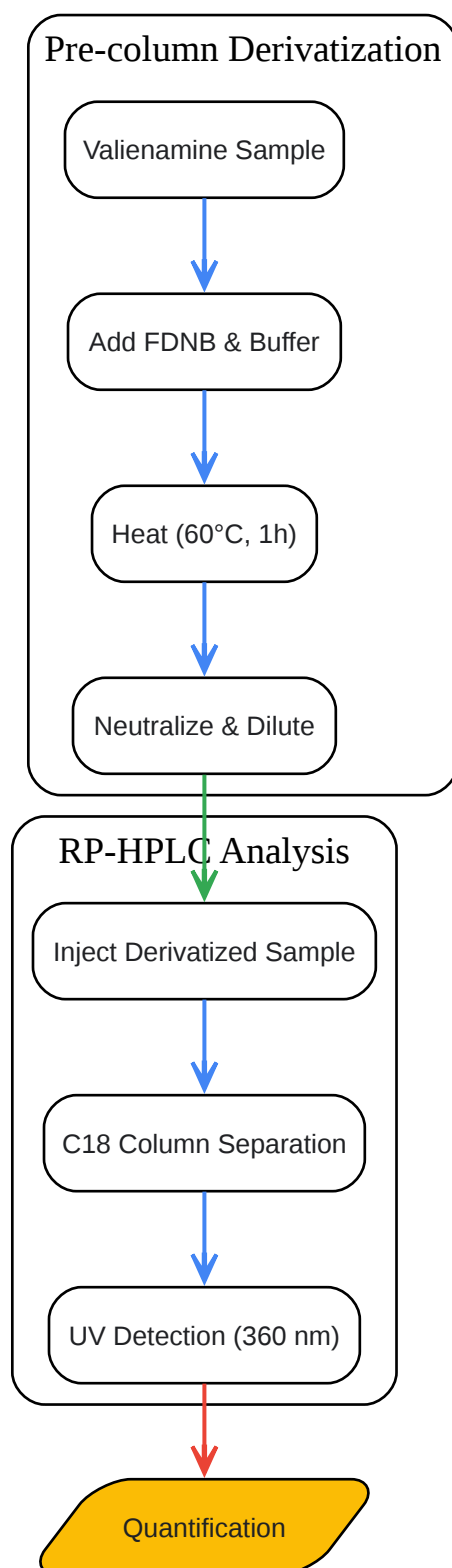 Pre-column Derivatization
Valienamine Sample
Add FDNB & Buffer
Heat (60°C, 1h)
Neutralize & Dilute
RP-HPLC Analysis
Inject Derivatized Sample
C18 Column Separation
UV Detection (360 nm)
Quantification